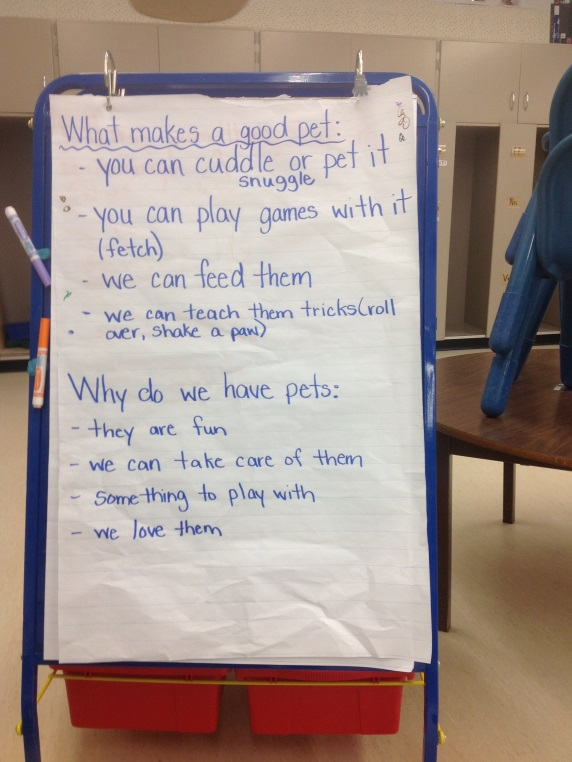 What makes a good pet:
- you can cuddle or pet it
snuggle
- you can play games with it
(fetch)
- we can feed them
- we can teach them tricks(roll
over, shake a paw)
Why do we have pets:
- they are fun
- we can take care of them
- something to play with
- we love them